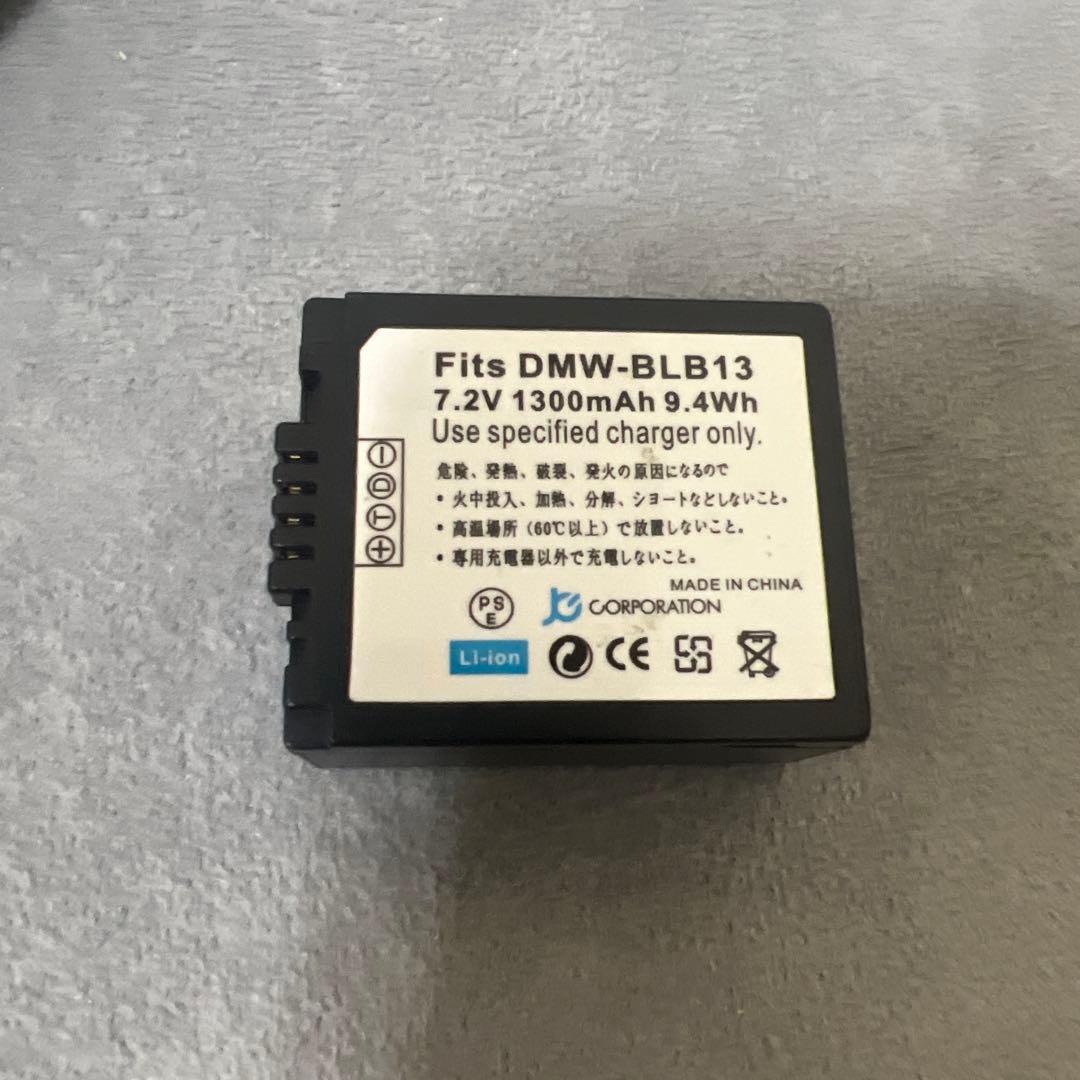 Fits DMW-BLB13
7.2V 1300mAh 9.4Wh
Use specified charger only.
危険、発熱、破裂、発火の原因になるので
・火中投入、加熱、分解、ショートなどしないこと。
・高温場所(60℃以上)で放置しないこと。
・専用充電器以外で充電しないこと。
− D T +
MADE IN CHINA
PSE CORPORATION
Li-ion CE